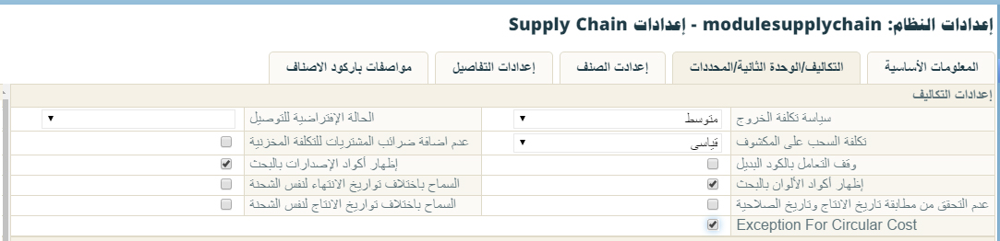 إعدادات النظام: modulesupplychain - إعدادات Supply Chain
المعلومات الأساسية
التكاليف/الوحدة الثانية/المحددات
إعدادت الصنف
إعدادات التفاصيل
مواصفات باركود الاصناف
إعدادات التكاليف
سياسة تكلفة الخروج متوسط الحالة الإفتراضية للتوصيل
تكلفة السحب على المكشوف قياسى عدم اضافة ضرائب المشتريات للتكلفة المخزنية
وقف التعامل بالكود البديل إظهار أكواد الإصدارات بالبحث
إظهار أكواد الألوان بالبحث السماح باختلاف تواريخ الانتهاء لنفس الشحنة
عدم التحقق من مطابقة تاريخ الانتاج وتاريخ الصلاحية السماح باختلاف تواريخ الانتاج لنفس الشحنة
Exception For Circular Cost